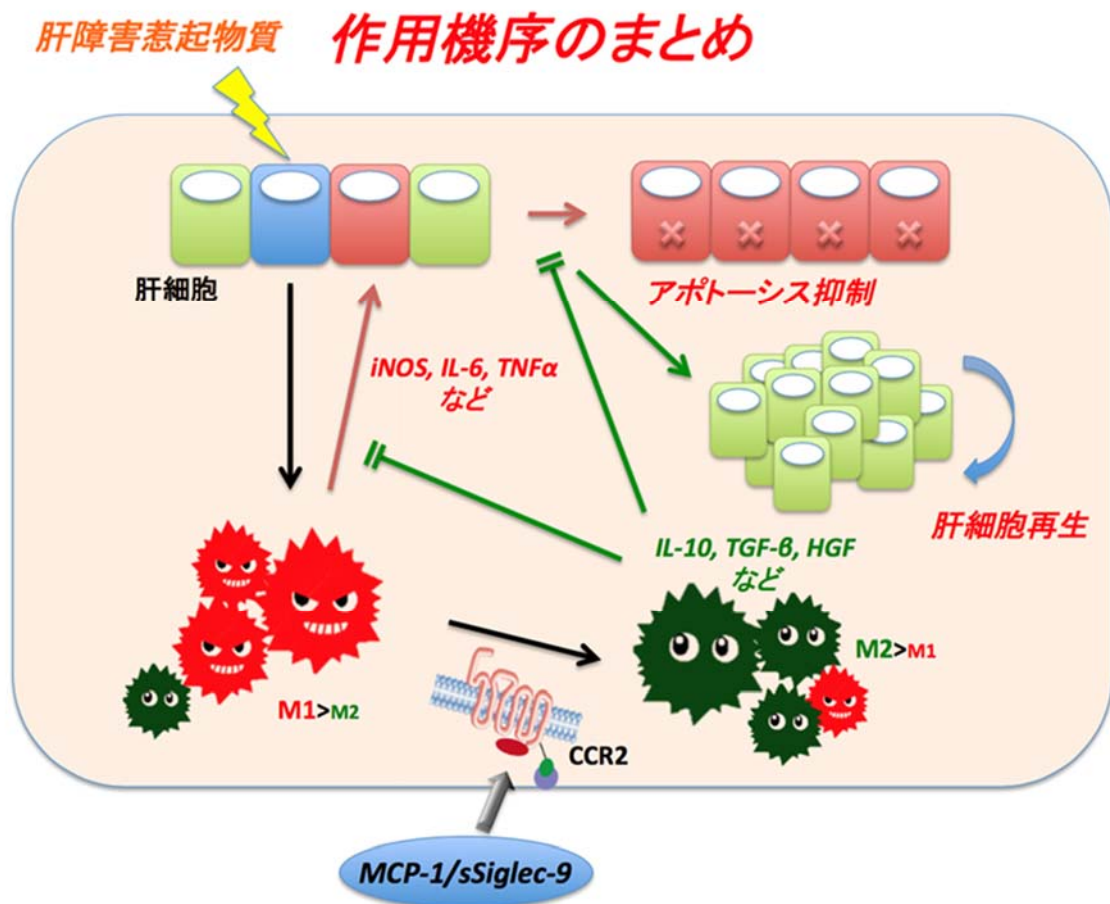 肝障害惹起物質
作用機序のまとめ
肝細胞
アポトーシス抑制
iNOS, IL-6, TNFα
など
肝細胞再生
IL-10, TGF-β, HGF
など
M2>M1
M1>M2
CCR2
MCP-1/sSiglec-9